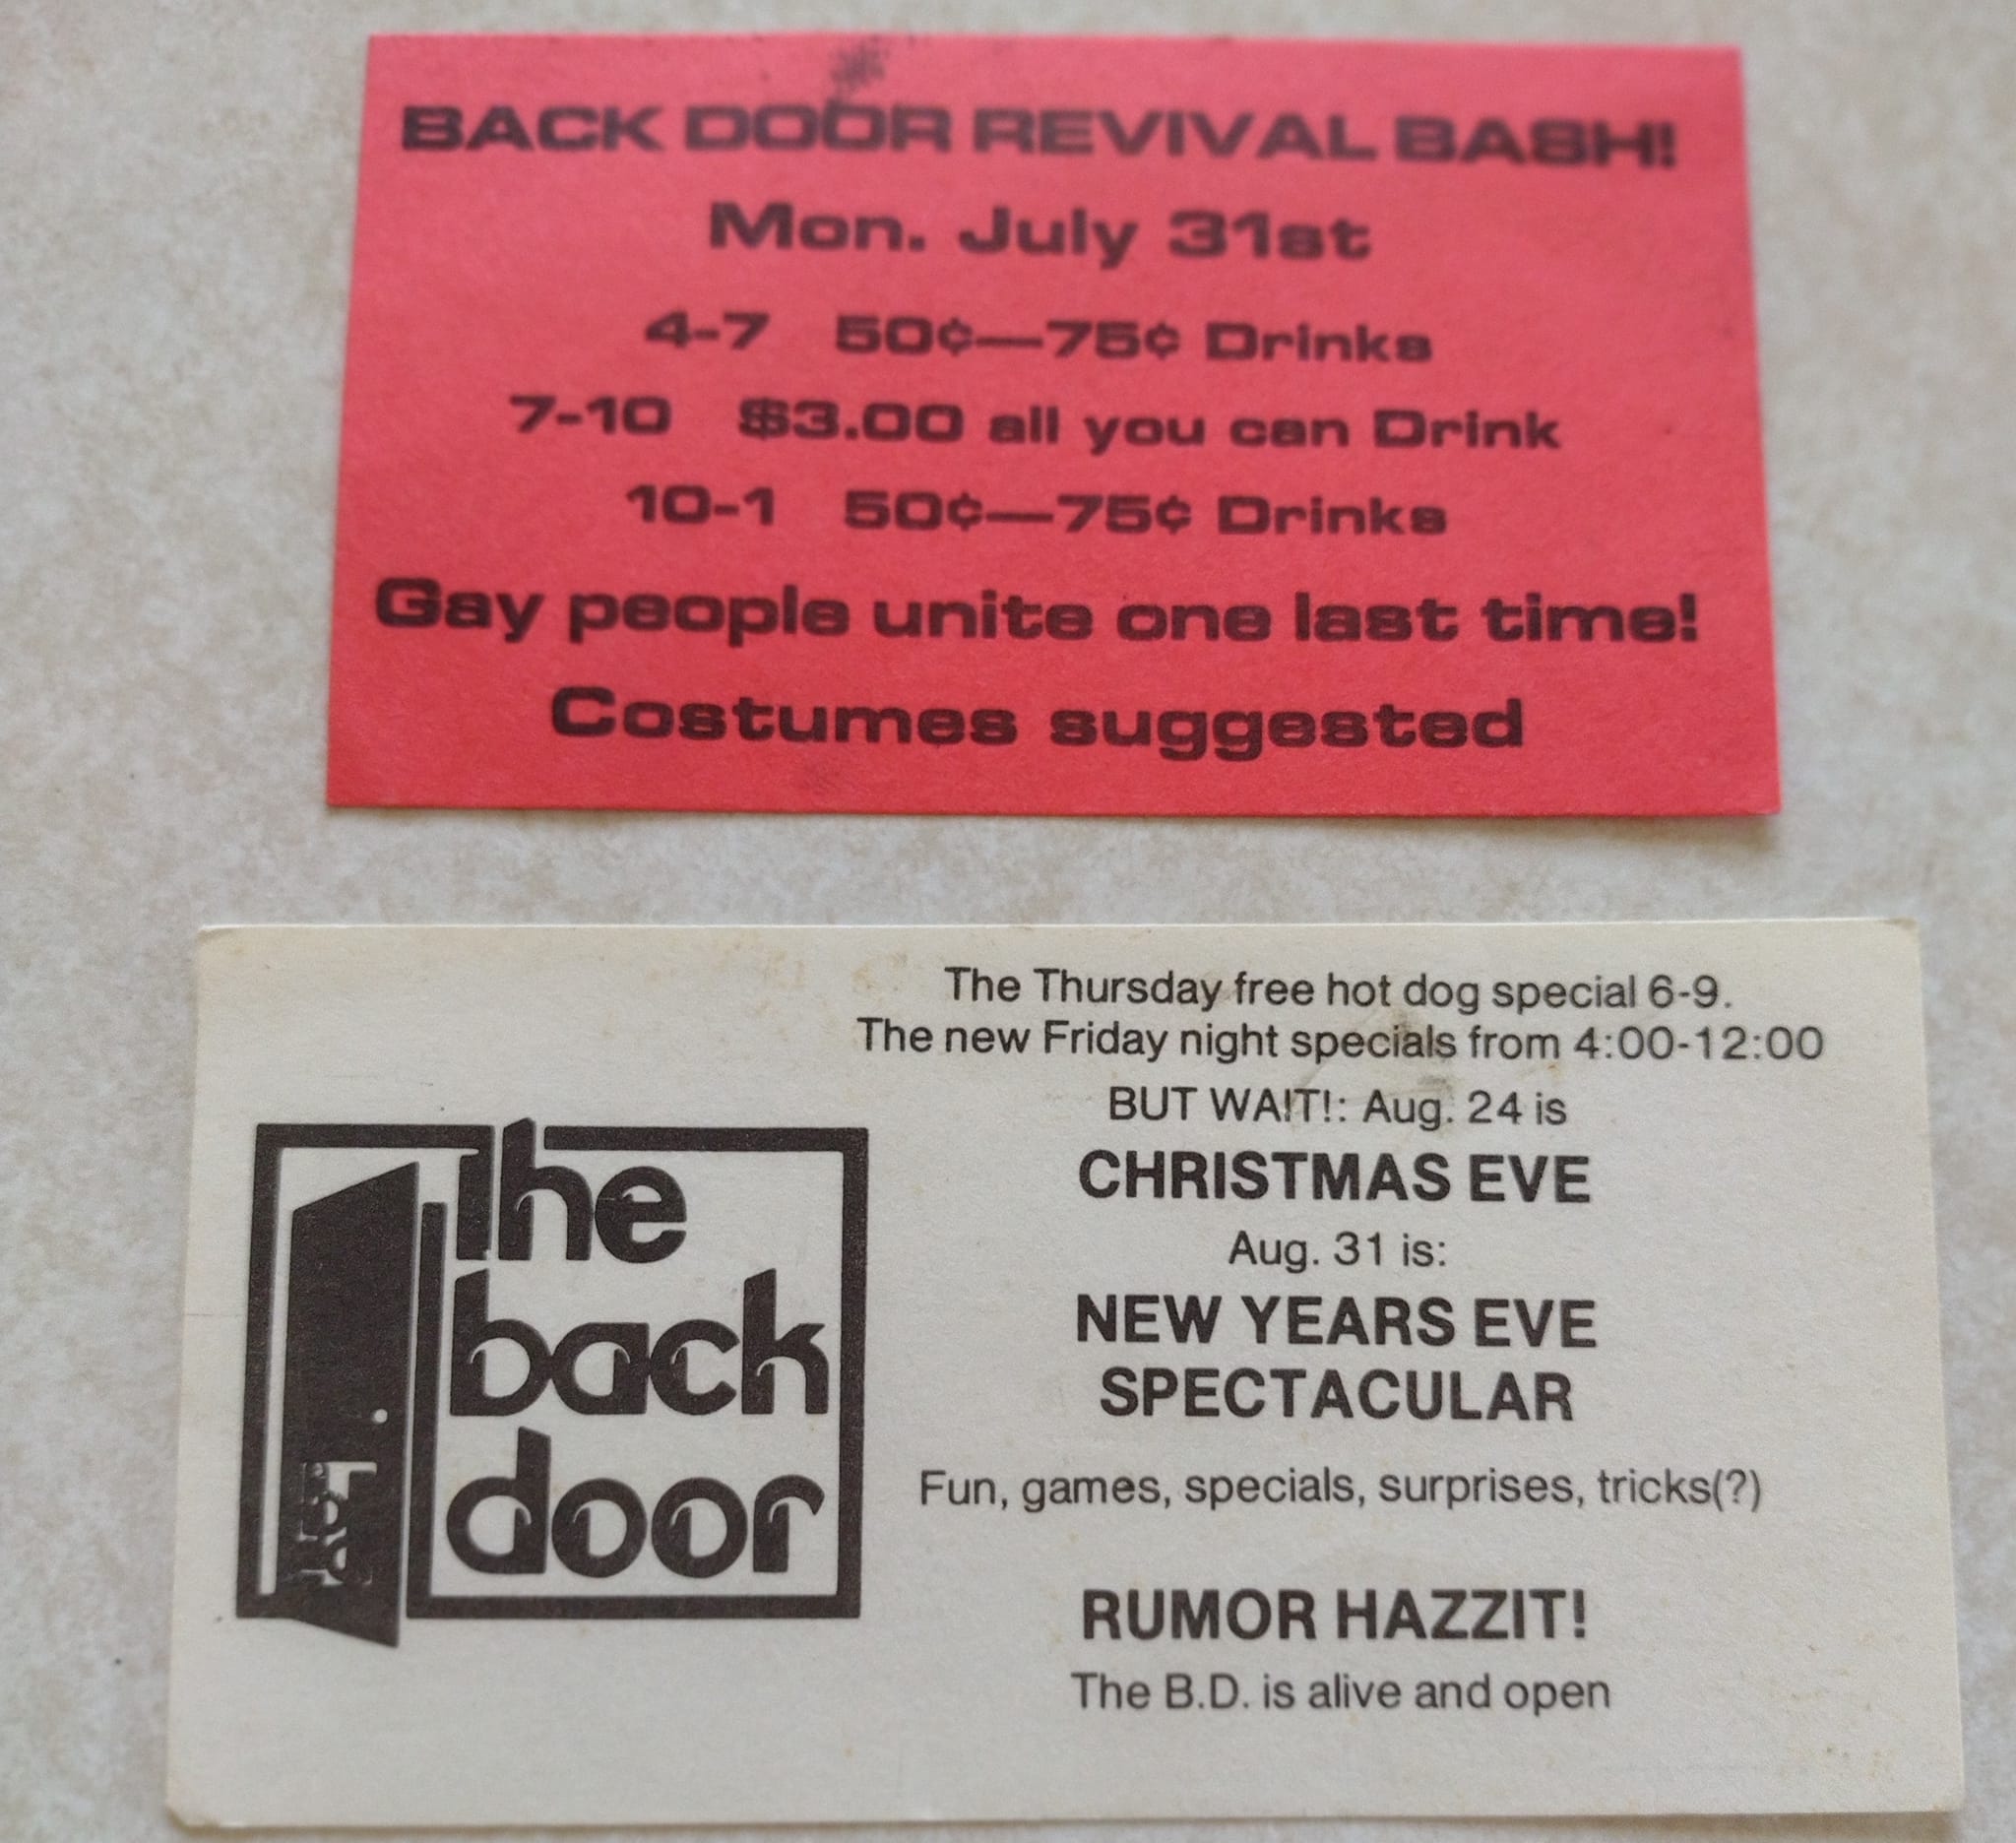 BACK DOOR REVIVAL BASH!
Mon. July 31st
4-7 50¢—75¢ Drinks
7-10 $3.00 all you can Drink
10-1 50¢—75¢ Drinks
Gay people unite one last time!
Costumes suggested
The Thursday free hot dog special 6-9.
The new Friday night specials from 4:00-12:00
BUT WAIT!: Aug. 24 is
CHRISTMAS EVE
Aug. 31 is:
NEW YEARS EVE
SPECTACULAR
Fun, games, specials, surprises, tricks(?)
RUMOR HAZZIT!
The B.D. is alive and open
the
back
door